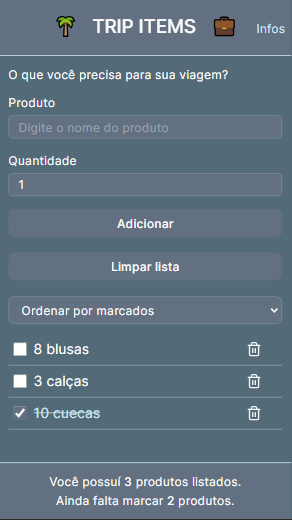 TRIP ITEMS
Infos
O que você precisa para sua viagem?
Produto
Digite o nome do produto
Quantidade
1
Adicionar
Limpar lista
Ordenar por marcados
8 blusas
3 calças
10 cuecas
Você possuí 3 produtos listados.
Ainda falta marcar 2 produtos.